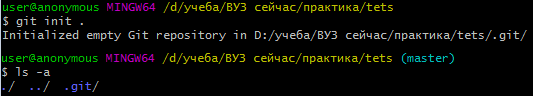 user@anonymous MINGW64 /d/учеба/ВУЗ сейчас/практика/tets
$ git init .
Initialized empty Git repository in D:/учеба/ВУЗ сейчас/практика/tets/.git/
user@anonymous MINGW64 /d/учеба/ВУЗ сейчас/практика/tets (master)
$ ls -a
./  ../  .git/